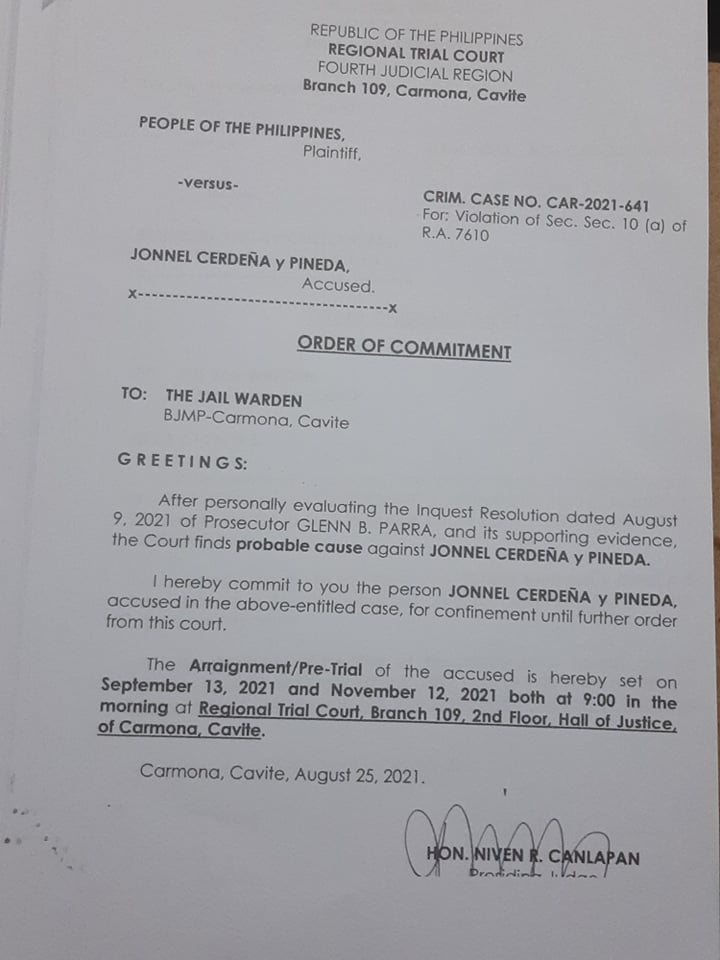 REPUBLIC OF THE PHILIPPINES
REGIONAL TRIAL COURT
FOURTH JUDICIAL REGION
Branch 109, Carmona, Cavite
PEOPLE OF THE PHILIPPINES,
Plaintiff,
-versus-
CRIM. CASE NO. CAR-2021-641
For: Violation of Sec. Sec. 10 (a) of
R.A. 7610
JONNEL CERDEÑA y PINEDA,
Accused.
x-----------------------------------x
ORDER OF COMMITMENT
TO: THE JAIL WARDEN
BJMP-Carmona, Cavite
G R E E T I N G S:
After personally evaluating the Inquest Resolution dated August
9, 2021 of Prosecutor GLENN B. PARRA, and its supporting evidence,
the Court finds probable cause against JONNEL CERDEÑA y PINEDA.
I hereby commit to you the person JONNEL CERDEÑA y PINEDA,
accused in the above-entitled case, for confinement until further order
from this court.
The Arraignment/Pre-Trial of the accused is hereby set on
September 13, 2021 and November 12, 2021 both at 9:00 in the
morning at Regional Trial Court, Branch 109, 2nd Floor, Hall of Justice,
of Carmona, Cavite.
Carmona, Cavite, August 25, 2021.
HON. NIVEN R. CANLAPAN
Presiding Judge